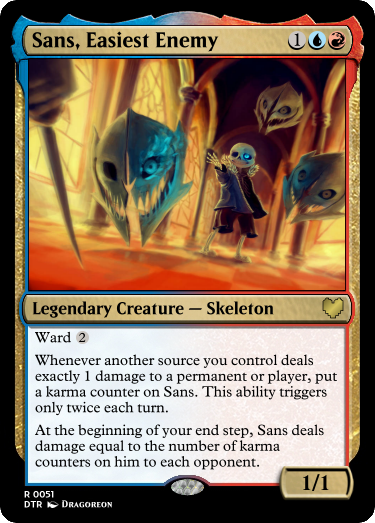 Sans, Easiest Enemy 1
Legendary Creature — Skeleton
Ward 2
Whenever another source you control deals
exactly 1 damage to a permanent or player, put
a karma counter on Sans. This ability triggers
only twice each turn.
At the beginning of your end step, Sans deals
damage equal to the number of karma
counters on him to each opponent.
1/1
R 0051
DTR Dragoreon